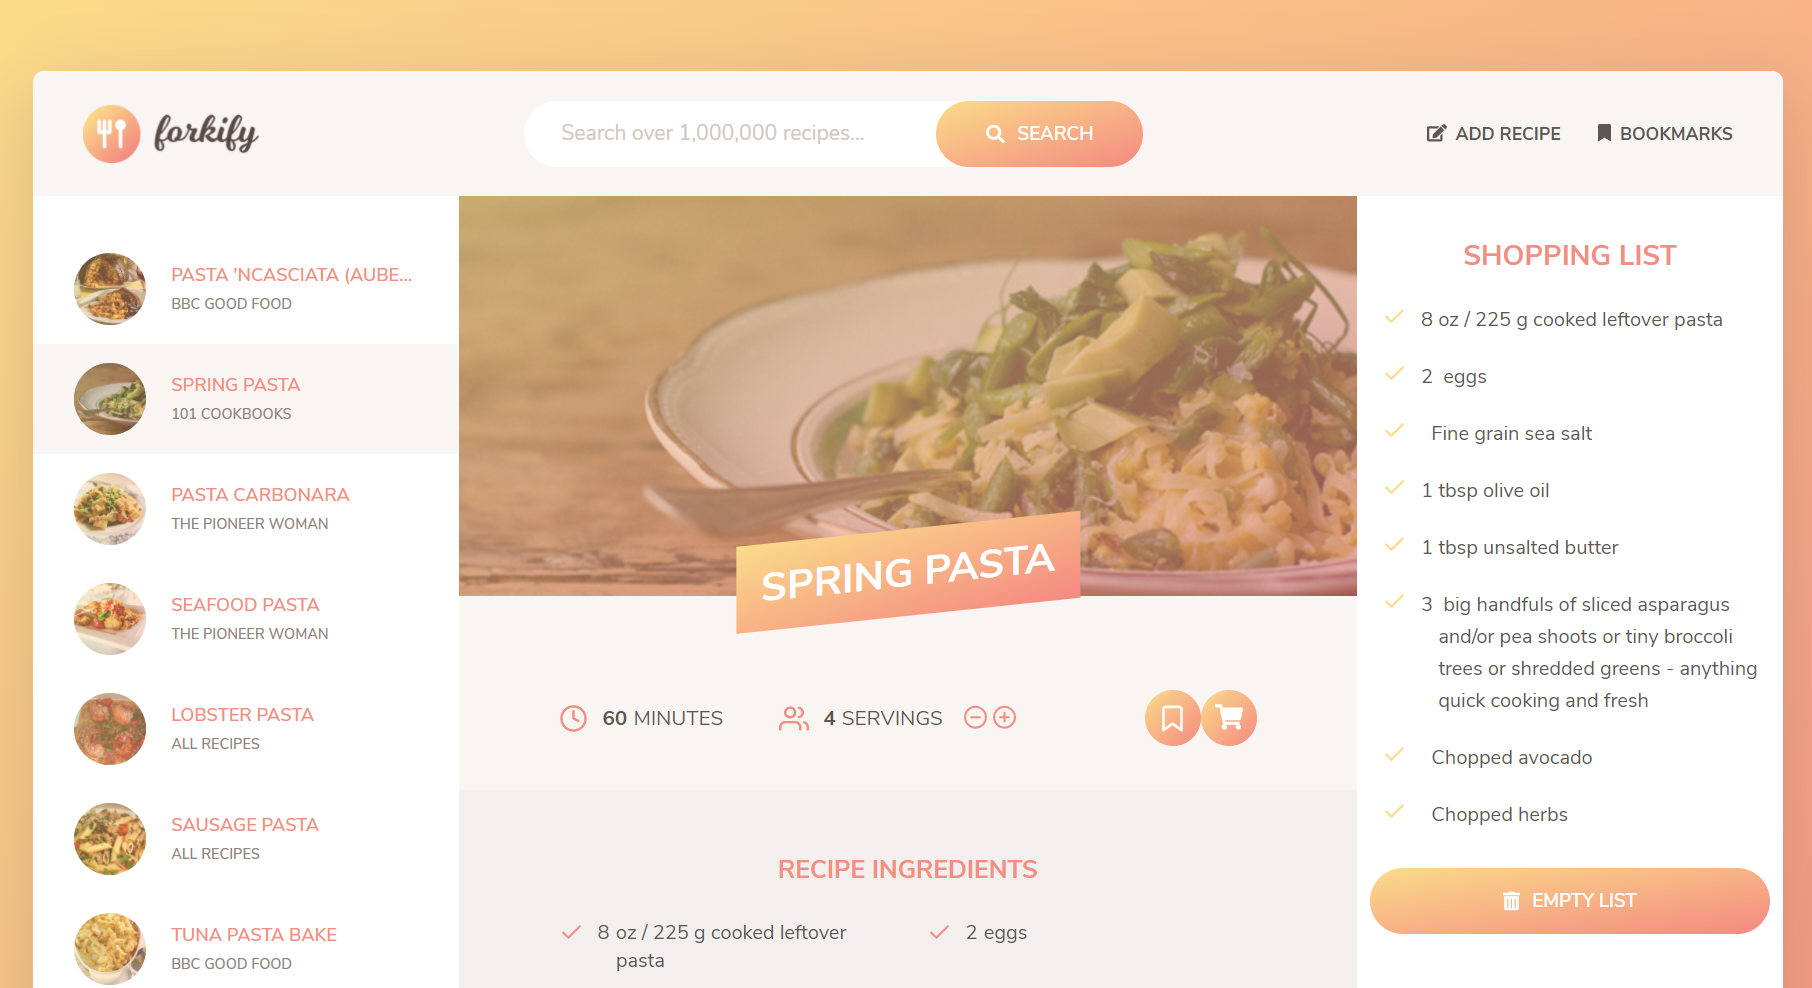 forkify
Search over 1,000,000 recipes...
SEARCH
ADD RECIPE
BOOKMARKS
PASTA 'NCASCIATA (AUBE...
BBC GOOD FOOD
SPRING PASTA
101 COOKBOOKS
PASTA CARBONARA
THE PIONEER WOMAN
SEAFOOD PASTA
THE PIONEER WOMAN
LOBSTER PASTA
ALL RECIPES
SAUSAGE PASTA
ALL RECIPES
TUNA PASTA BAKE
BBC GOOD FOOD
SPRING PASTA
60 MINUTES
4 SERVINGS
RECIPE INGREDIENTS
8 oz / 225 g cooked leftover
pasta
2 eggs
SHOPPING LIST
8 oz / 225 g cooked leftover pasta
2 eggs
Fine grain sea salt
1 tbsp olive oil
1 tbsp unsalted butter
3 big handfuls of sliced asparagus
and/or pea shoots or tiny broccoli
trees or shredded greens - anything
quick cooking and fresh
Chopped avocado
Chopped herbs
EMPTY LIST